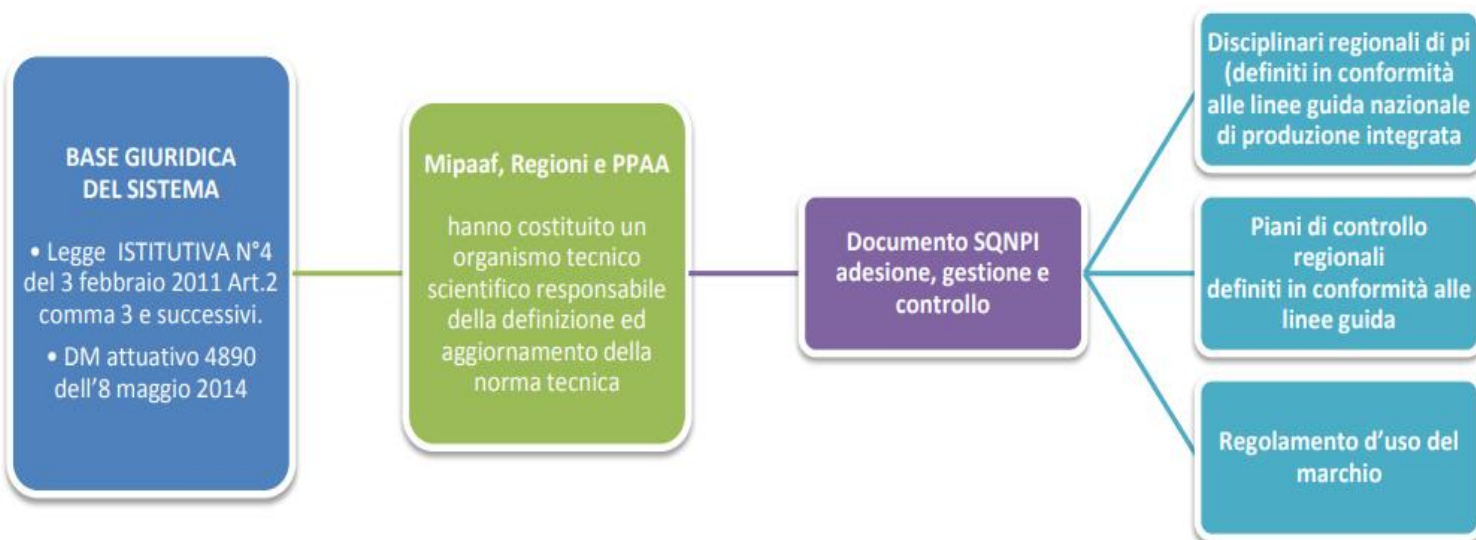 BASE GIURIDICA
DEL SISTEMA
• Legge ISTITUTIVA N°4
del 3 febbraio 2011 Art.2
comma 3 e successivi.
• DM attuativo 4890
dell'8 maggio 2014
Mipaaf, Regioni e PPAA
hanno costituito un
organismo tecnico
scientifico responsabile
della definizione ed
aggiornamento della
norma tecnica
Documento SQNPI
adesione, gestione e
controllo
Disciplinari regionali di pi
(definiti in conformità
alle linee guida nazionale
di produzione integrata
Piani di controllo
regionali
definiti in conformità alle
linee guida
Regolamento d'uso del
marchio